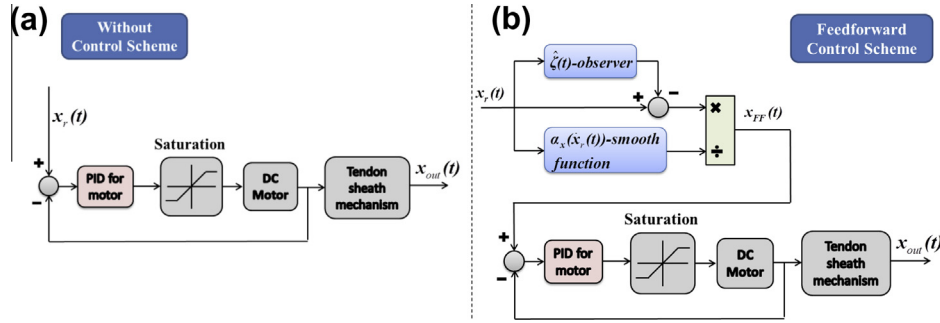 (a)
Without
Control Scheme
x_r(t)
+
−
Saturation
PID for
motor
DC
Motor
Tendon
sheath
mechanism
x_out(t)
(b)
Feedforward
Control Scheme
ζ̂(t)-observer
x_r(t)
+
−
α_x(ẋ_r(t))-smooth
function
×
÷
x_FF(t)
+
−
Saturation
PID for
motor
DC
Motor
Tendon
sheath
mechanism
x_out(t)